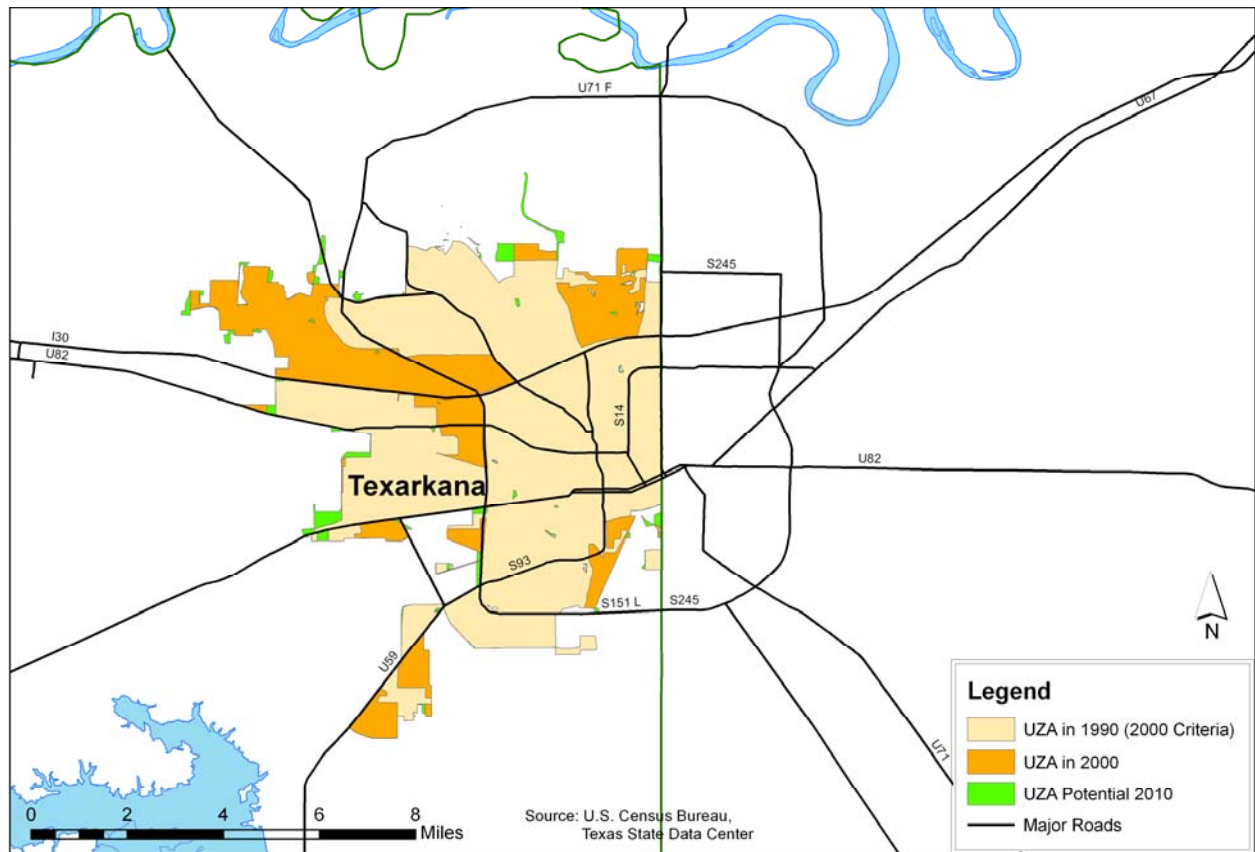 U71 F
U67
S245
I30
U82
S14
U82
Texarkana
S93
S151 L
S245
U59
U71
N
Legend
UZA in 1990 (2000 Criteria)
UZA in 2000
UZA Potential 2010
Major Roads
0 2 4 6 8
Miles
Source: U.S. Census Bureau,
Texas State Data Center